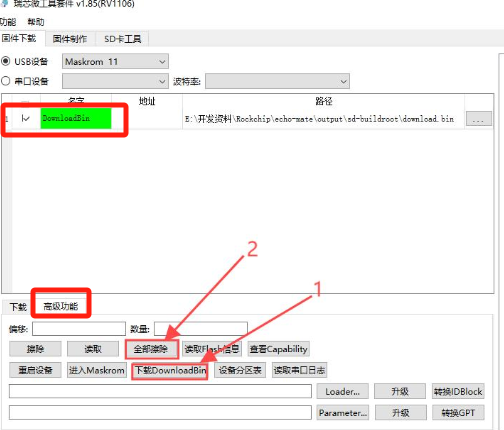 瑞芯微工具套件 v1.85(RV1106)
功能 帮助
固件下载 固件制作 SD卡工具
USB设备 Maskrom 11
串口设备 波特率:
名字 地址 路径
1 DownloadBin E:\开发资料\Rockchip\echo-mate\output\sd-buildroot\download.bin ...
2
1
下载 高级功能
偏移: 数量:
擦除 读取 全部擦除 读取Flash信息 查看Capability
重启设备 进入Maskrom 下载DownloadBin 设备分区表 读取串口日志
Loader... 升级 转换IDBlock
Parameter... 升级 转换GPT